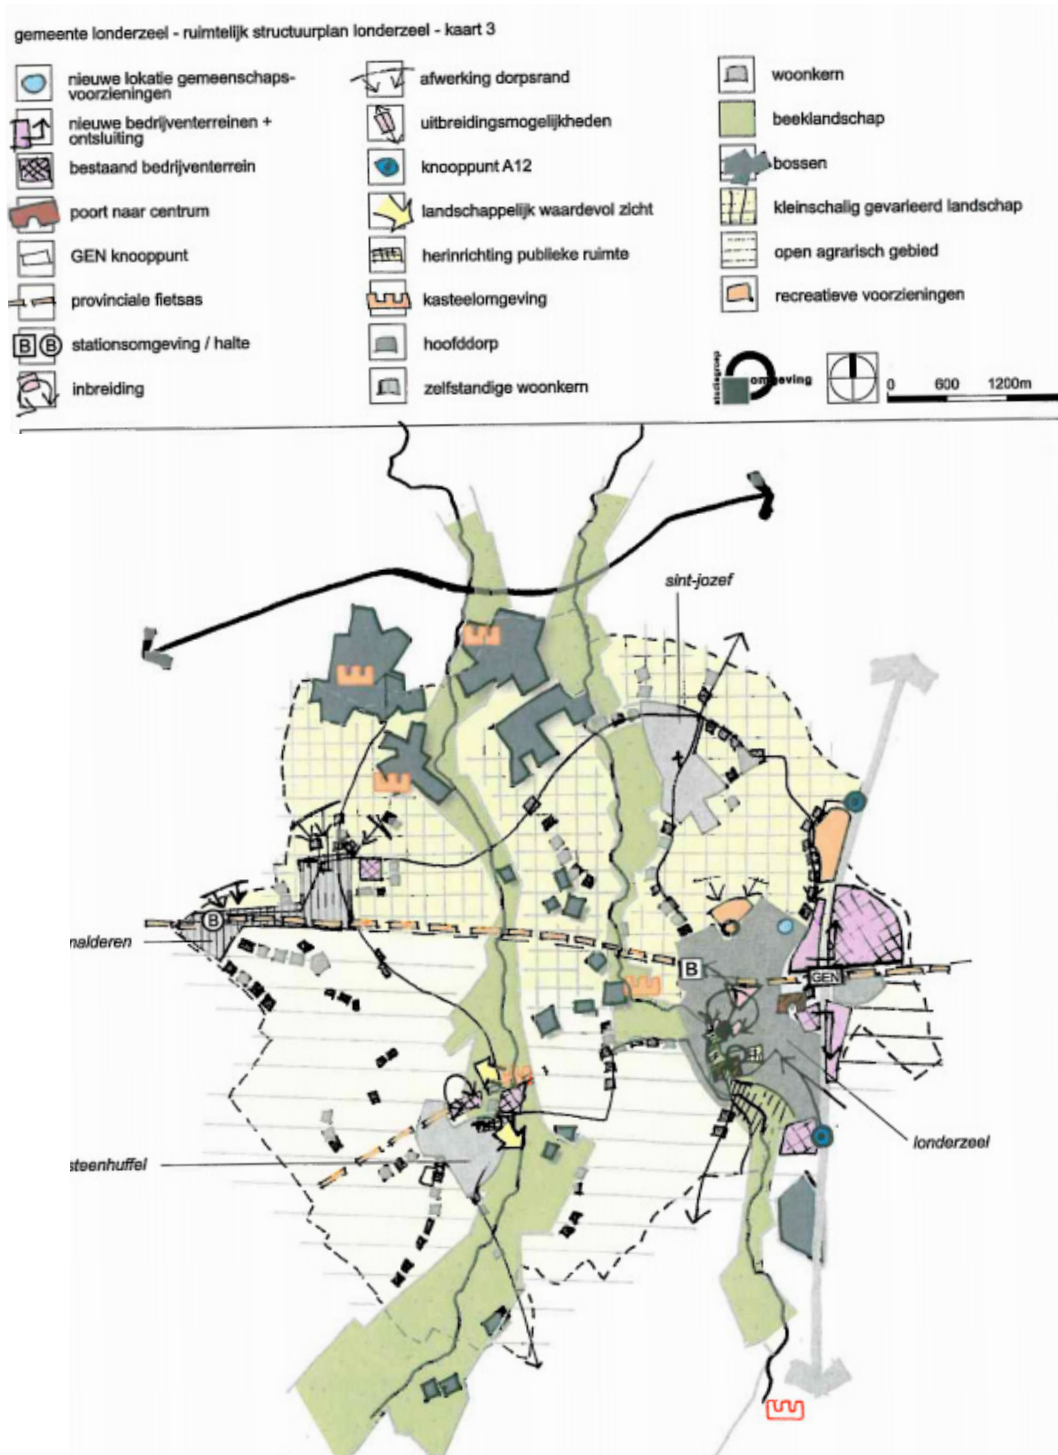 gemeente londerzeel - ruimtelijk structuurplan londerzeel - kaart 3
nieuwe lokatie gemeenschaps-
voorzieningen
nieuwe bedrijventerreinen +
ontsluiting
bestaand bedrijventerrein
poort naar centrum
GEN knooppunt
provinciale fietsas
B B stationsomgeving / halte
inbreiding
afwerking dorpsrand
uitbreidingsmogelijkheden
knooppunt A12
landschappelijk waardevol zicht
herinrichting publieke ruimte
kasteelomgeving
hoofddorp
zelfstandige woonkern
woonkern
beeklandschap
bossen
kleinschalig gevarieerd landschap
open agrarisch gebied
recreatieve voorzieningen
studiegroep
omgeving
0 600 1200m
sint-jozef
B
malderen
B
GEN
londerzeel
steenhuffel